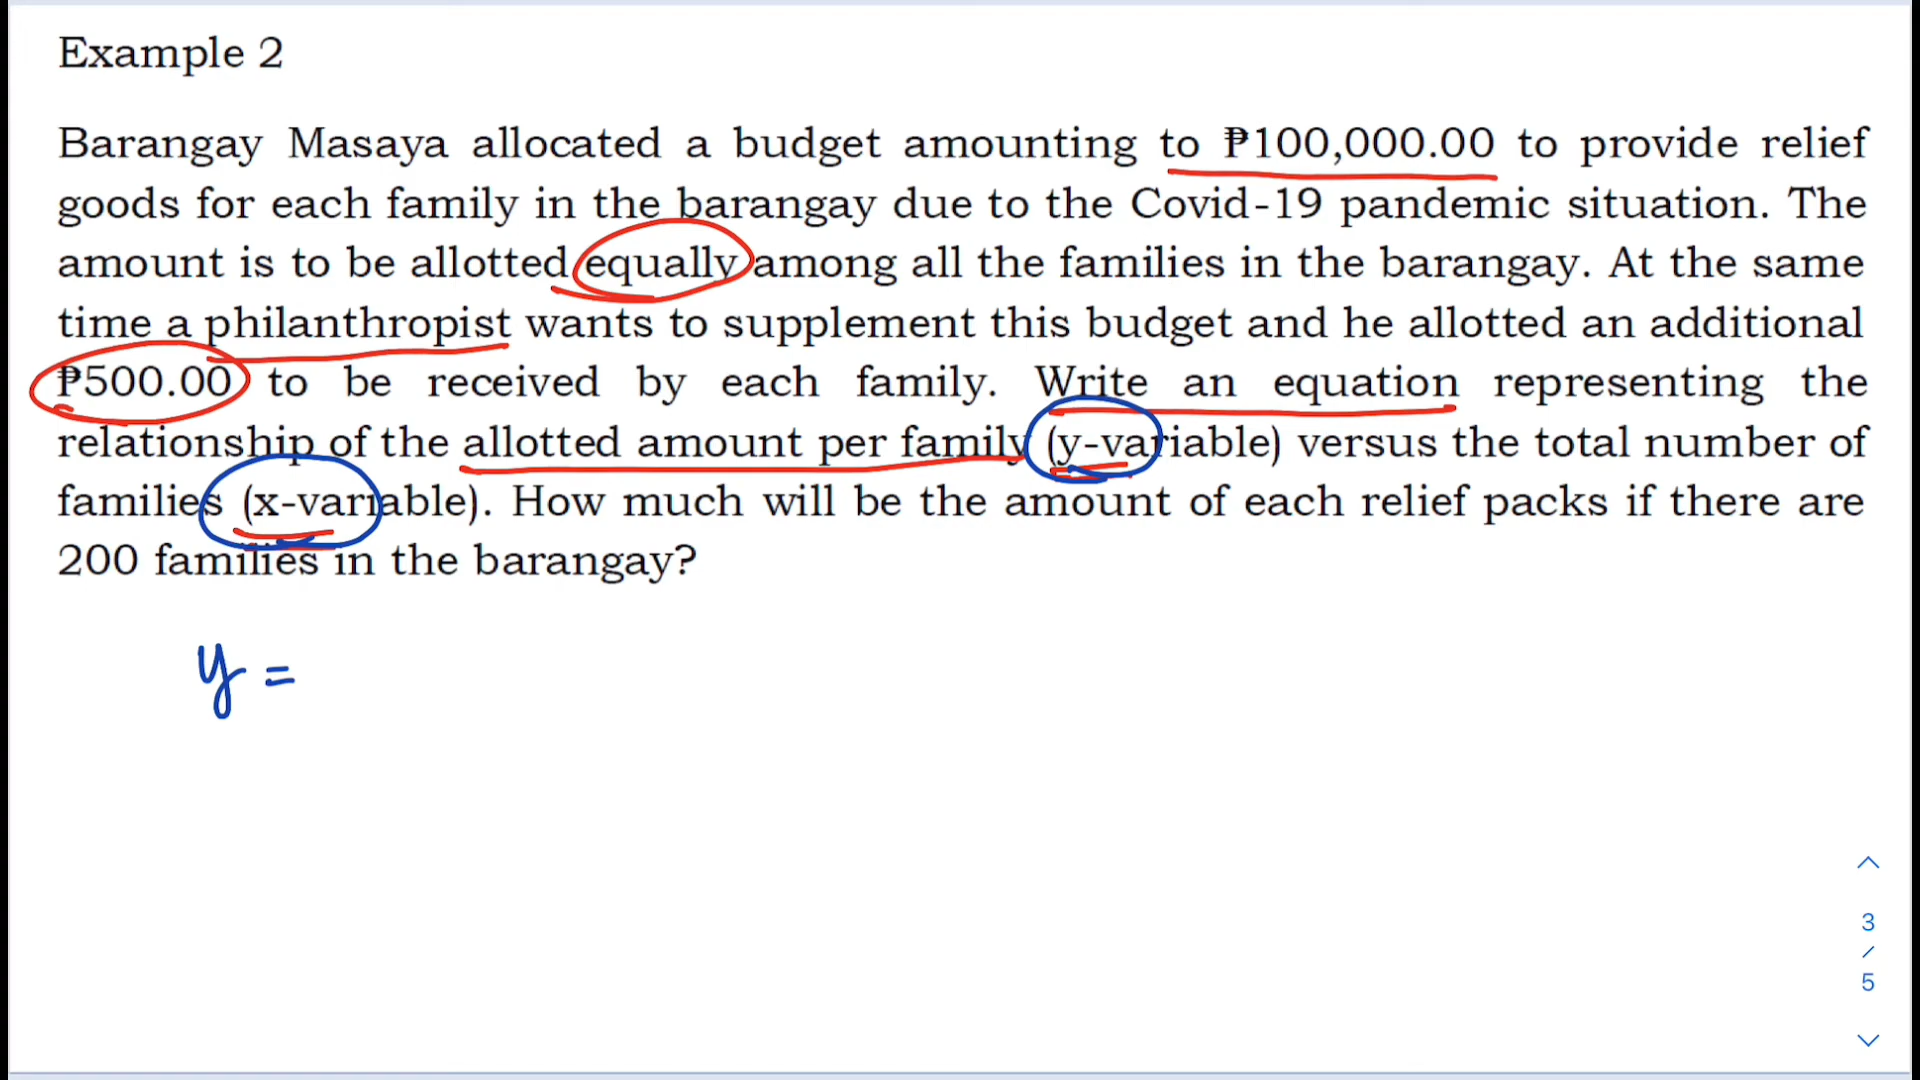 Example 2
Barangay Masaya allocated a budget amounting to ₱100,000.00 to provide relief
goods for each family in the barangay due to the Covid-19 pandemic situation. The
amount is to be allotted equally among all the families in the barangay. At the same
time a philanthropist wants to supplement this budget and he allotted an additional
₱500.00 to be received by each family. Write an equation representing the
relationship of the allotted amount per family (y-variable) versus the total number of
families (x-variable). How much will be the amount of each relief packs if there are
200 families in the barangay?
y =
3
/
5